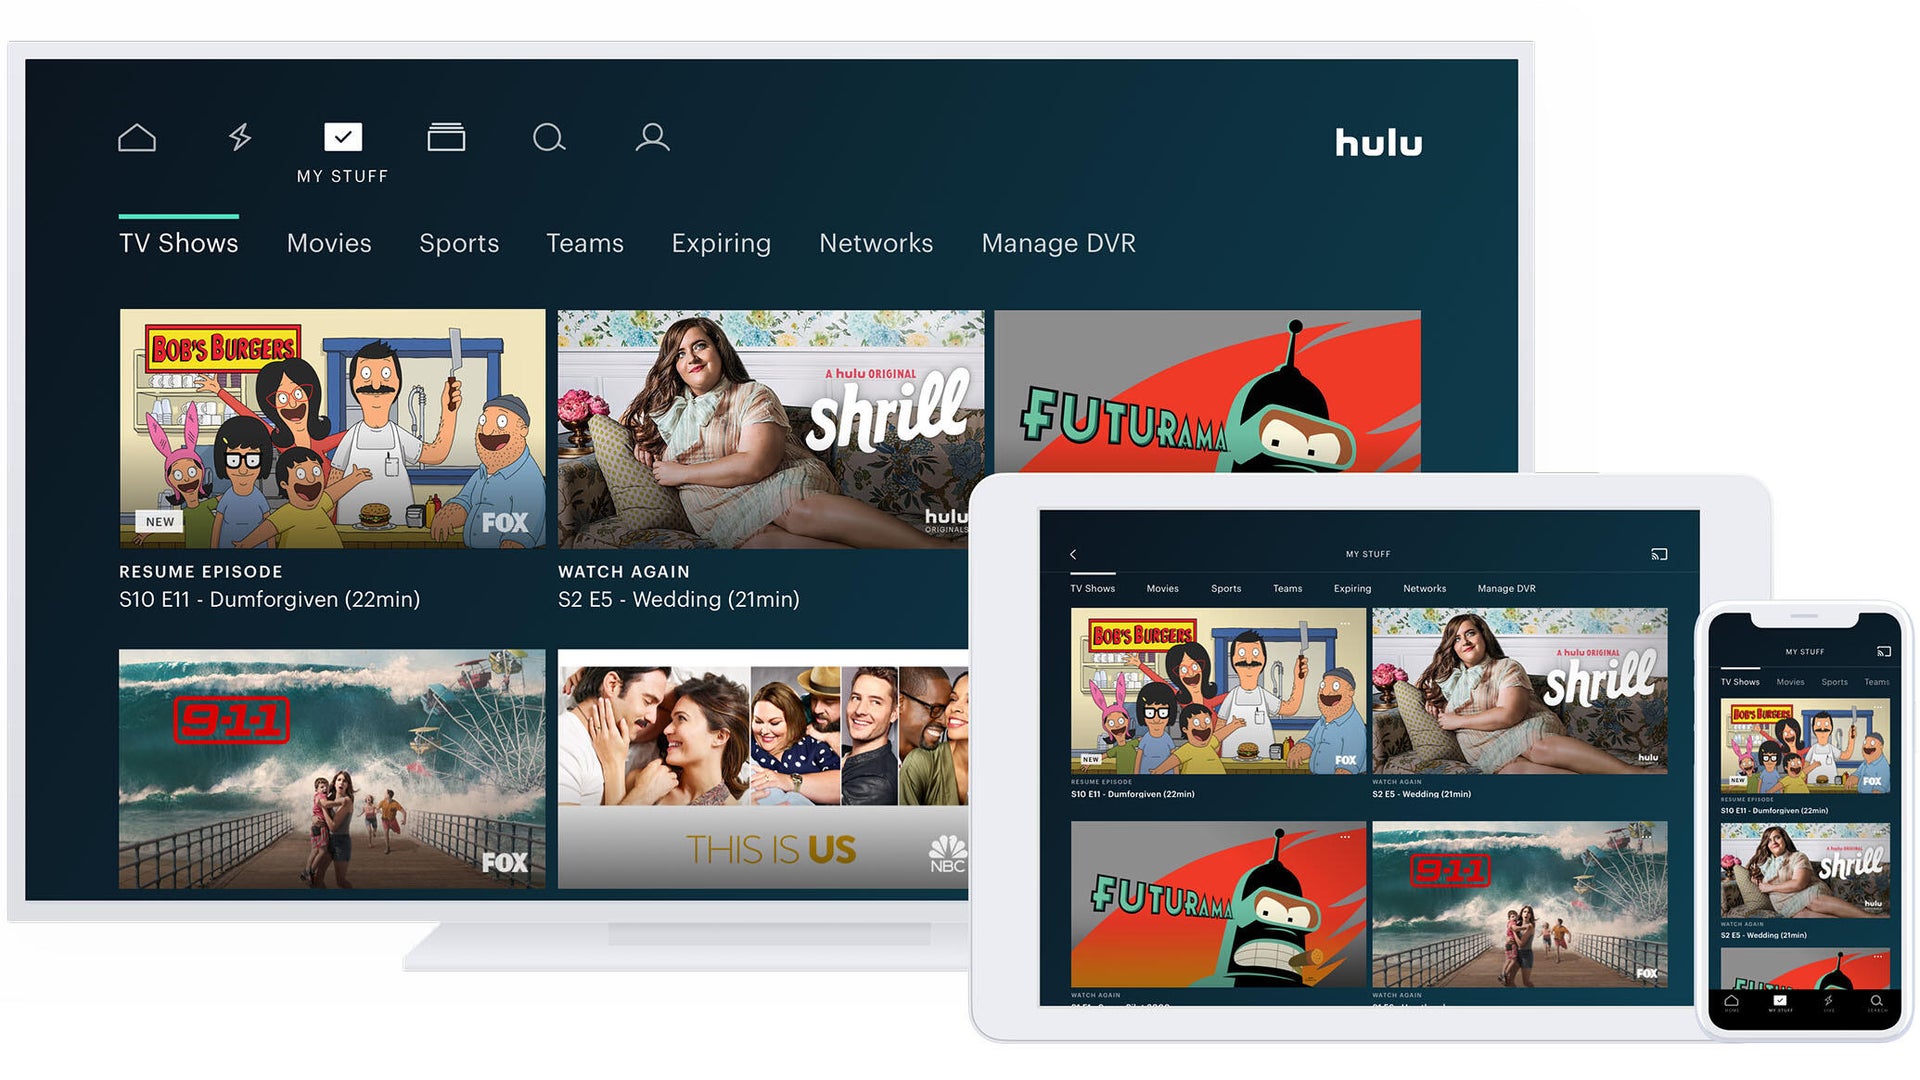 hulu
MY STUFF
TV Shows Movies Sports Teams Expiring Networks Manage DVR
BOB'S BURGERS
NEW
FOX
A hulu ORIGINAL
shrill
hulu
ORIGINALS
FUTURAMA
RESUME EPISODE
S10 E11 - Dumforgiven (22min)
WATCH AGAIN
S2 E5 - Wedding (21min)
9-1-1
FOX
THIS IS US
NBC
MY STUFF
TV Shows Movies Sports Teams Expiring Networks Manage DVR
BOB'S BURGERS
NEW
FOX
A hulu ORIGINAL
shrill
hulu
RESUME EPISODE
S10 E11 - Dumforgiven (22min)
WATCH AGAIN
S2 E5 - Wedding (21min)
FUTURAMA
9-1-1
FOX
WATCH AGAIN
WATCH AGAIN
MY STUFF
TV Shows Movies Sports Teams
BOB'S BURGERS
NEW
FOX
RESUME EPISODE
S10 E11 - Dumforgiven (22min)
A hulu ORIGINAL
shrill
hulu
WATCH AGAIN
S2 E5 - Wedding (21min)
FUTURAMA
HOME MY STUFF LIVE SEARCH